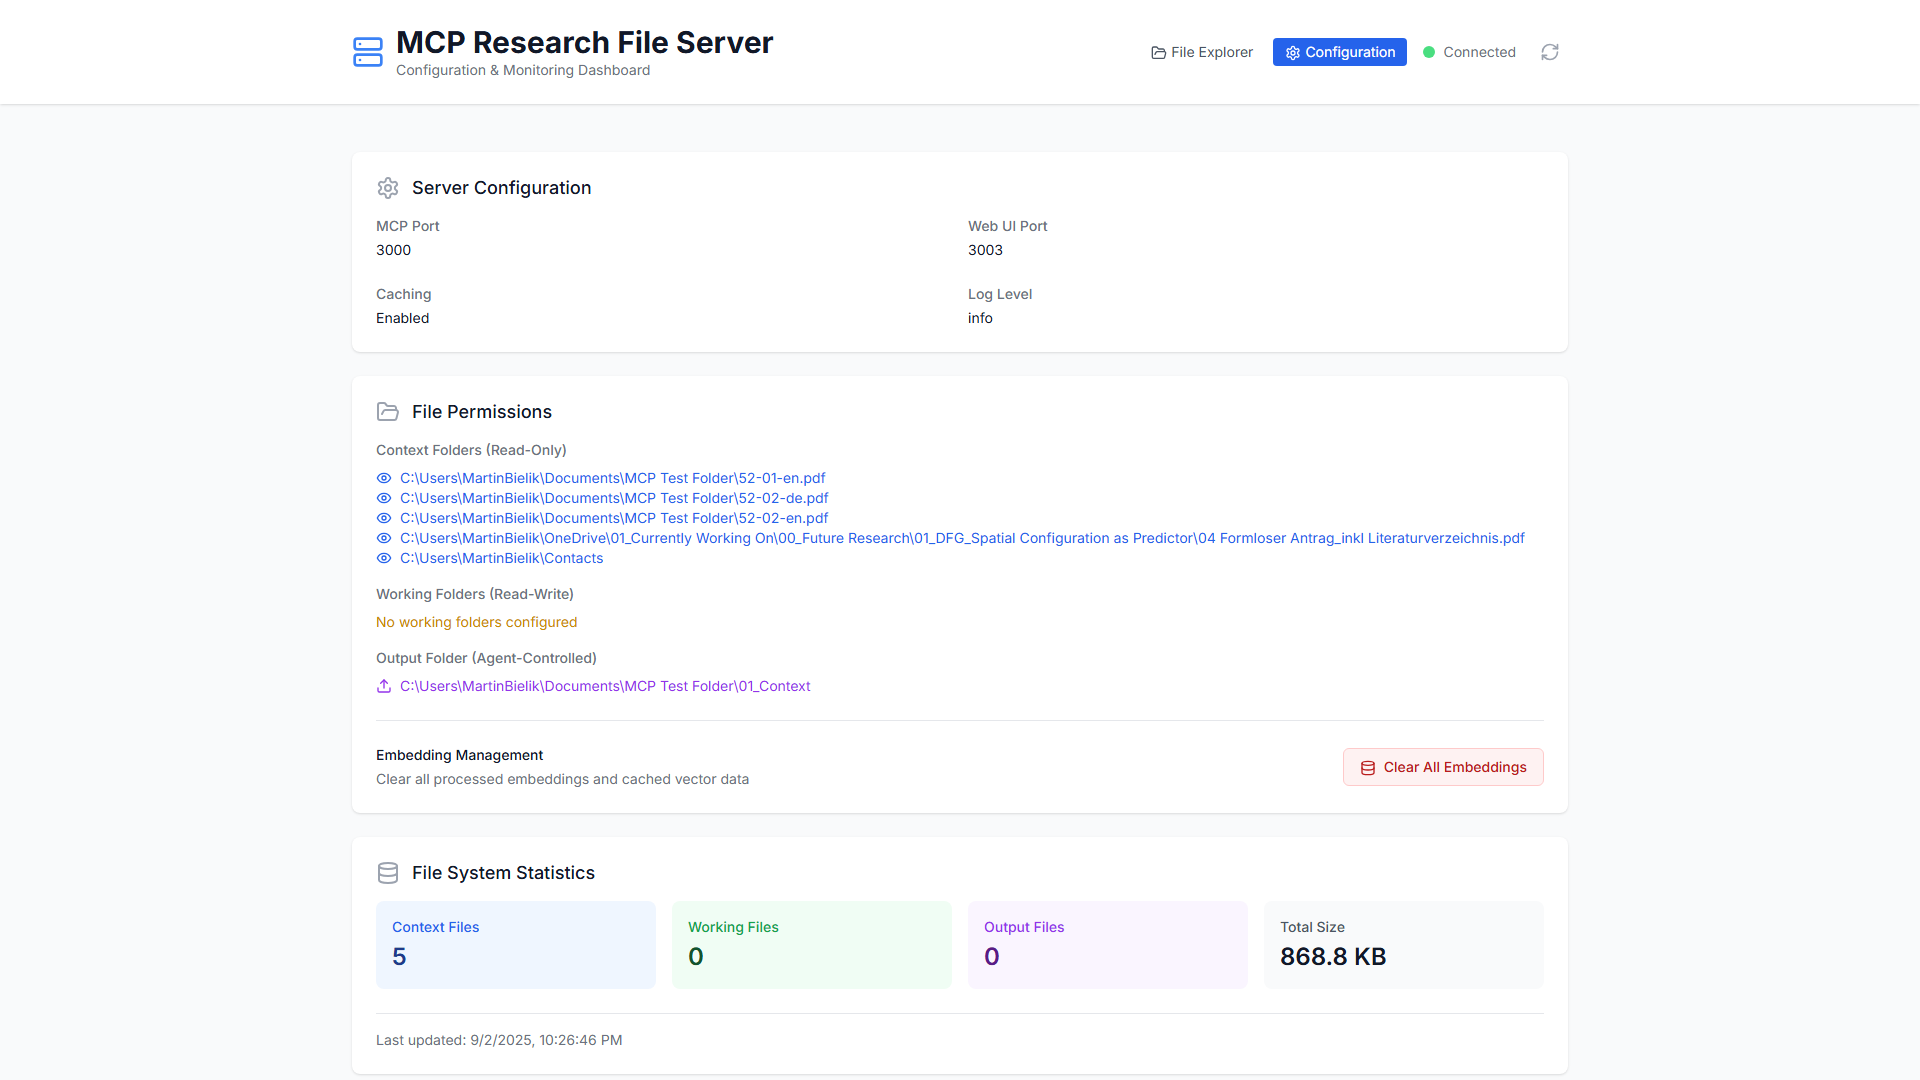 MCP Research File Server
Configuration & Monitoring Dashboard
File Explorer
Configuration
Connected
Server Configuration
MCP Port
3000
Web UI Port
3003
Caching
Enabled
Log Level
info
File Permissions
Context Folders (Read-Only)
C:\Users\MartinBielik\Documents\MCP Test Folder\52-01-en.pdf
C:\Users\MartinBielik\Documents\MCP Test Folder\52-02-de.pdf
C:\Users\MartinBielik\Documents\MCP Test Folder\52-02-en.pdf
C:\Users\MartinBielik\OneDrive\01_Currently Working On\00_Future Research\01_DFG_Spatial Configuration as Predictor\04 Formloser Antrag_inkl Literaturverzeichnis.pdf
C:\Users\MartinBielik\Contacts
Working Folders (Read-Write)
No working folders configured
Output Folder (Agent-Controlled)
C:\Users\MartinBielik\Documents\MCP Test Folder\01_Context
Embedding Management
Clear all processed embeddings and cached vector data
Clear All Embeddings
File System Statistics
Context Files
5
Working Files
0
Output Files
0
Total Size
868.8 KB
Last updated: 9/2/2025, 10:26:46 PM